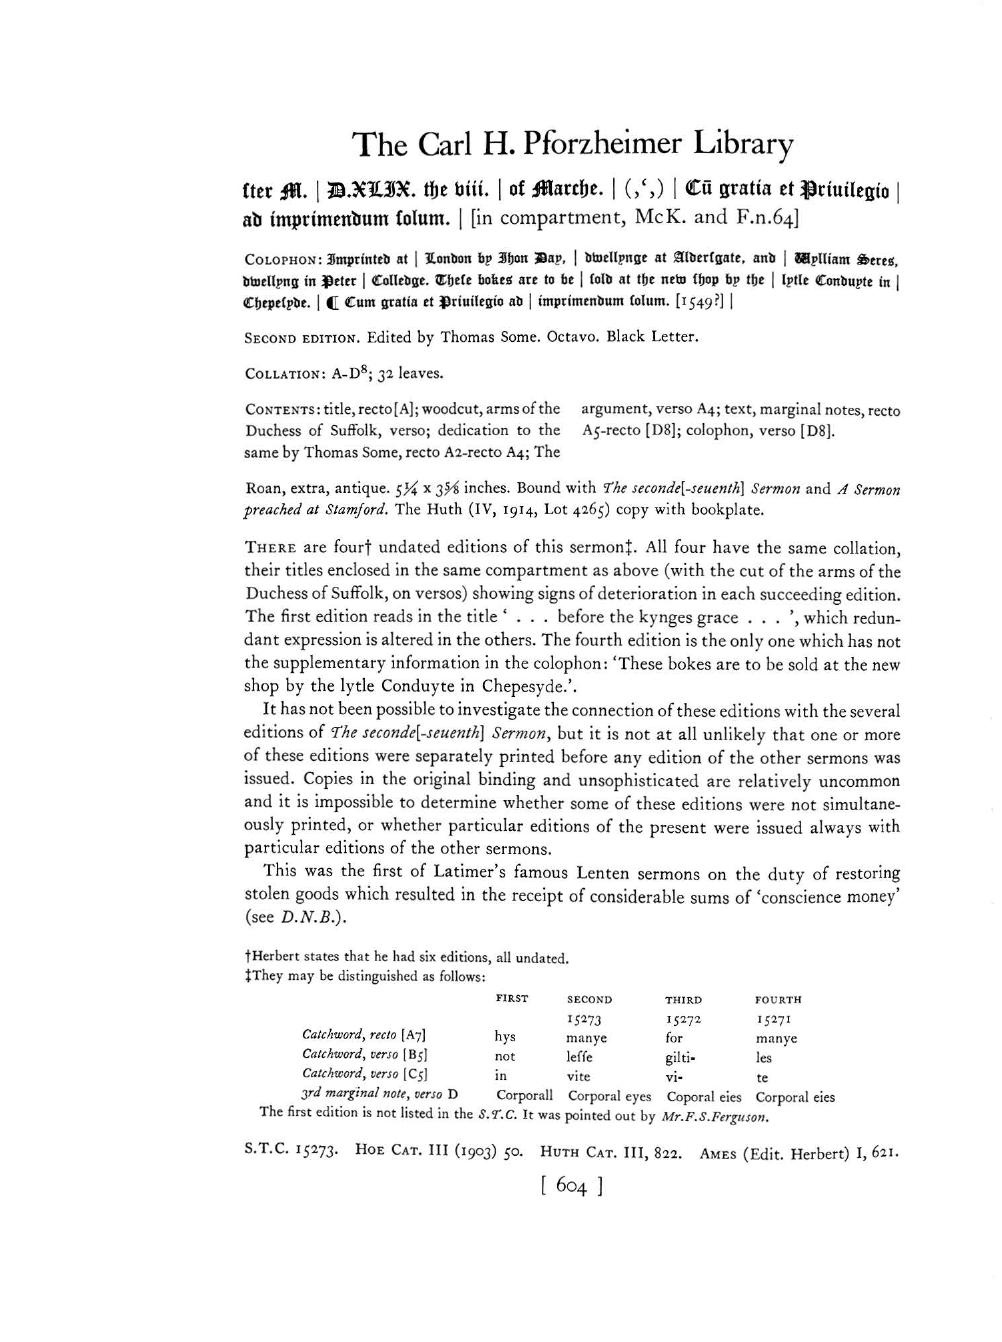 The Carl H. Pforzheimer Library
ſter M. | D.XLIX. the viii. | of Marche. | (,‘,) | Cū gratia et Priuilegio |
ad imprimendum ſolum. | [in compartment, McK. and F.n.64]
COLOPHON: Imprinted at | London by Ihon Day, | dwellynge at Alderſgate, and | Wylliam Seres,
dwellyng in Peter | Colledge. Theſe bokes are to be | ſold at the new ſhop by the | lytle Conduyte in |
Chepeſyde. | ¶ Cum gratia et Priuilegio ad | imprimendum ſolum. [1549?] |
SECOND EDITION. Edited by Thomas Some. Octavo. Black Letter.
COLLATION: A-D⁸; 32 leaves.
CONTENTS: title, recto [A]; woodcut, arms of the
Duchess of Suffolk, verso; dedication to the
same by Thomas Some, recto A2-recto A4; The
argument, verso A4; text, marginal notes, recto
A5-recto [D8]; colophon, verso [D8].
Roan, extra, antique. 5¼ x 3⅝ inches. Bound with The seconde[-seuenth] Sermon and A Sermon
preached at Stamford. The Huth (IV, 1914, Lot 4265) copy with bookplate.
THERE are four† undated editions of this sermon‡. All four have the same collation,
their titles enclosed in the same compartment as above (with the cut of the arms of the
Duchess of Suffolk, on versos) showing signs of deterioration in each succeeding edition.
The first edition reads in the title ‘ . . . before the kynges grace . . . ’, which redun-
dant expression is altered in the others. The fourth edition is the only one which has not
the supplementary information in the colophon: ‘These bokes are to be sold at the new
shop by the lytle Conduyte in Chepesyde.’.
It has not been possible to investigate the connection of these editions with the several
editions of The seconde[-seuenth] Sermon, but it is not at all unlikely that one or more
of these editions were separately printed before any edition of the other sermons was
issued. Copies in the original binding and unsophisticated are relatively uncommon
and it is impossible to determine whether some of these editions were not simultane-
ously printed, or whether particular editions of the present were issued always with
particular editions of the other sermons.
This was the first of Latimer’s famous Lenten sermons on the duty of restoring
stolen goods which resulted in the receipt of considerable sums of ‘conscience money’
(see D.N.B.).
†Herbert states that he had six editions, all undated.
‡They may be distinguished as follows:
FIRST SECOND THIRD FOURTH
15273 15272 15271
Catchword, recto [A7] hys manye for manye
Catchword, verso [B5] not leſſe gilti- les
Catchword, verso [C5] in vite vi- te
3rd marginal note, verso D Corporall Corporal eyes Coporal eies Corporal eies
The first edition is not listed in the S.T.C. It was pointed out by Mr.F.S.Ferguson.
S.T.C. 15273. HOE CAT. III (1903) 50. HUTH CAT. III, 822. AMES (Edit. Herbert) I, 621.
[ 604 ]